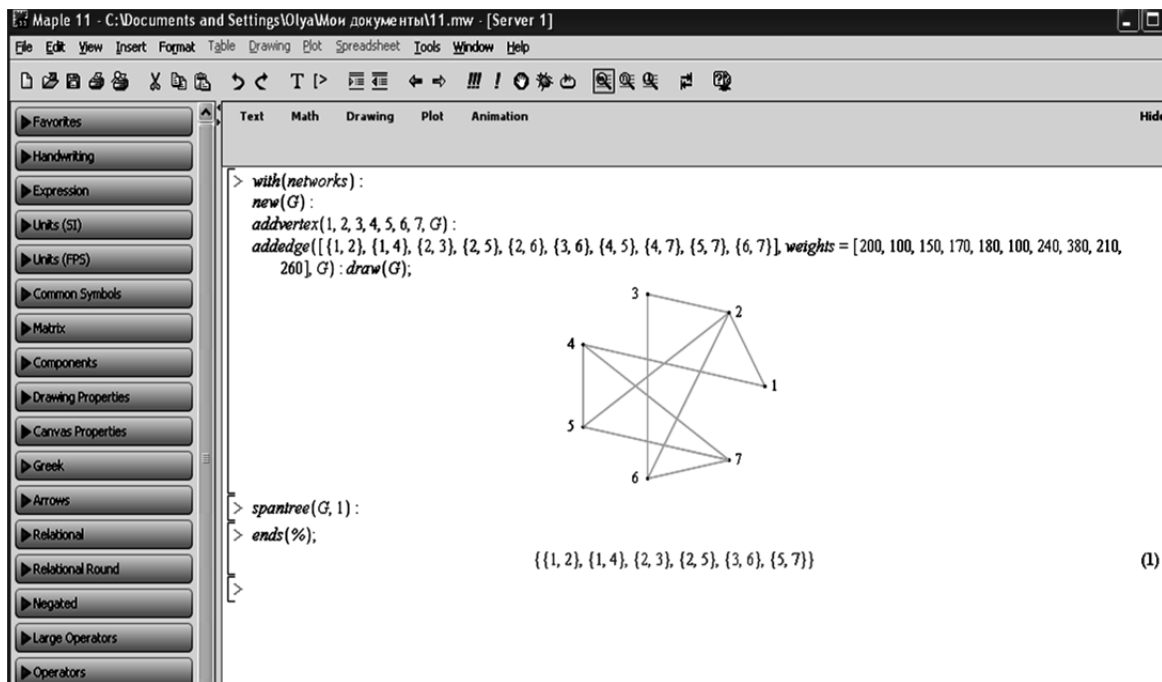 Maple 11 - C:\Documents and Settings\Olya\Мои документы\11.mw - [Server 1]
File Edit View Insert Format Table Drawing Plot Spreadsheet Tools Window Help
Text Math Drawing Plot Animation Hide
Favorites
Handwriting
Expression
Units (SI)
Units (FPS)
Common Symbols
Matrix
Components
Drawing Properties
Canvas Properties
Greek
Arrows
Relational
Relational Round
Negated
Large Operators
Operators
> with(networks) :
new(G) :
addvertex(1, 2, 3, 4, 5, 6, 7, G) :
addedge([{1, 2}, {1, 4}, {2, 3}, {2, 5}, {2, 6}, {3, 6}, {4, 5}, {4, 7}, {5, 7}, {6, 7}], weights = [200, 100, 150, 170, 180, 100, 240, 380, 210,
260], G) : draw(G);
3
2
4
1
5
7
6
> spantree(G, 1) :
> ends(%);
{{1, 2}, {1, 4}, {2, 3}, {2, 5}, {3, 6}, {5, 7}} (1)
>